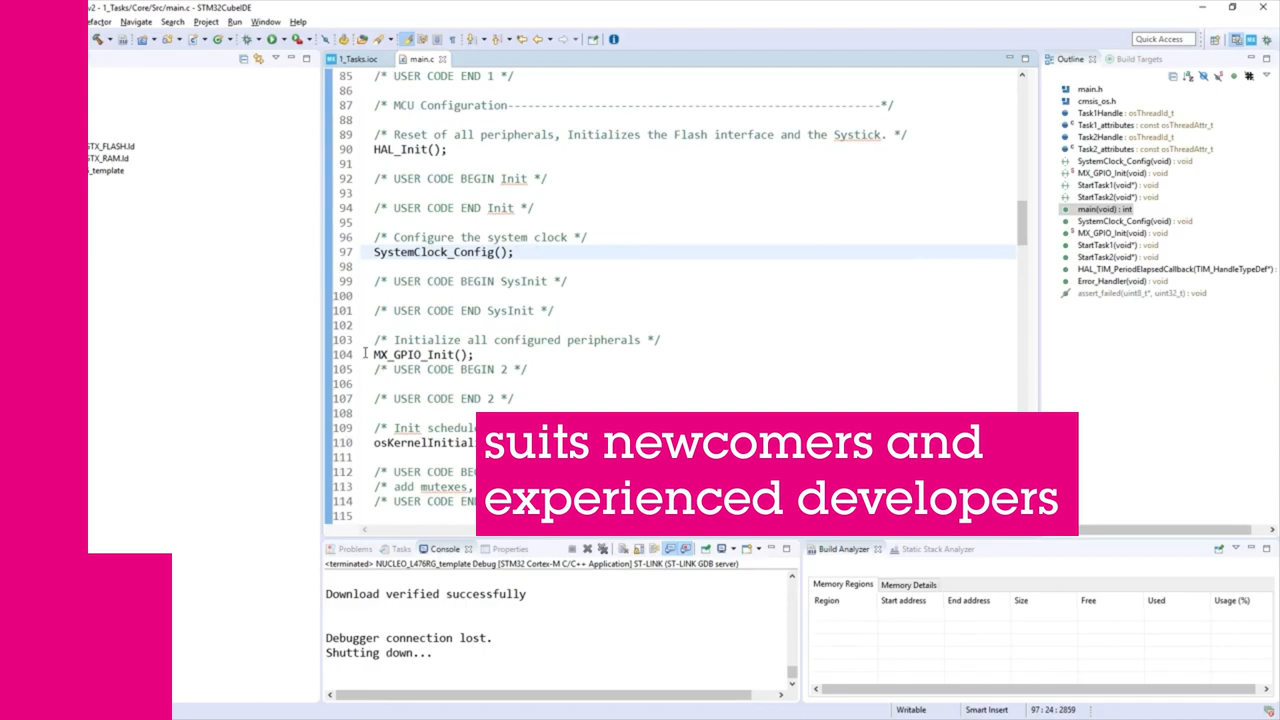 v2 - 1_Tasks/Core/Src/main.c - STM32CubeIDE
efactor Navigate Search Project Run Window Help
Quick Access
1_Tasks.ioc
main.c
85 /* USER CODE END 1 */
86
87 /* MCU Configuration--------------------------------------------------------*/
88
89 /* Reset of all peripherals, Initializes the Flash interface and the Systick. */
90 HAL_Init();
91
92 /* USER CODE BEGIN Init */
93
94 /* USER CODE END Init */
95
96 /* Configure the system clock */
97 SystemClock_Config();
98
99 /* USER CODE BEGIN SysInit */
100
101 /* USER CODE END SysInit */
102
103 /* Initialize all configured peripherals */
104 MX_GPIO_Init();
105 /* USER CODE BEGIN 2 */
106
107 /* USER CODE END 2 */
108
109 /* Init schedu
110 osKernelInitiali
111
112 /* USER CODE BEG
113 /* add mutexes,
114 /* USER CODE END
115
GTX_FLASH.ld
GTX_RAM.ld
_template
suits newcomers and
experienced developers
Outline Build Targets
main.h
cmsis_os.h
Task1Handle : osThreadId_t
Task1_attributes : const osThreadAttr_t
Task2Handle : osThreadId_t
Task2_attributes : const osThreadAttr_t
SystemClock_Config(void) : void
MX_GPIO_Init(void) : void
StartTask1(void*) : void
StartTask2(void*) : void
main(void) : int
SystemClock_Config(void) : void
MX_GPIO_Init(void) : void
StartTask1(void*) : void
StartTask2(void*) : void
HAL_TIM_PeriodElapsedCallback(TIM_HandleTypeDef*) :
Error_Handler(void) : void
assert_failed(uint8_t*, uint32_t) : void
Problems Tasks Console Properties
<terminated> NUCLEO_L476RG_template Debug [STM32 Cortex-M C/C++ Application] ST-LINK (ST-LINK GDB server)
Download verified successfully
Debugger connection lost.
Shutting down...
Build Analyzer Static Stack Analyzer
Memory Regions Memory Details
Region Start address End address Size Free Used Usage (%)
Writable Smart Insert 97 : 24 : 2859